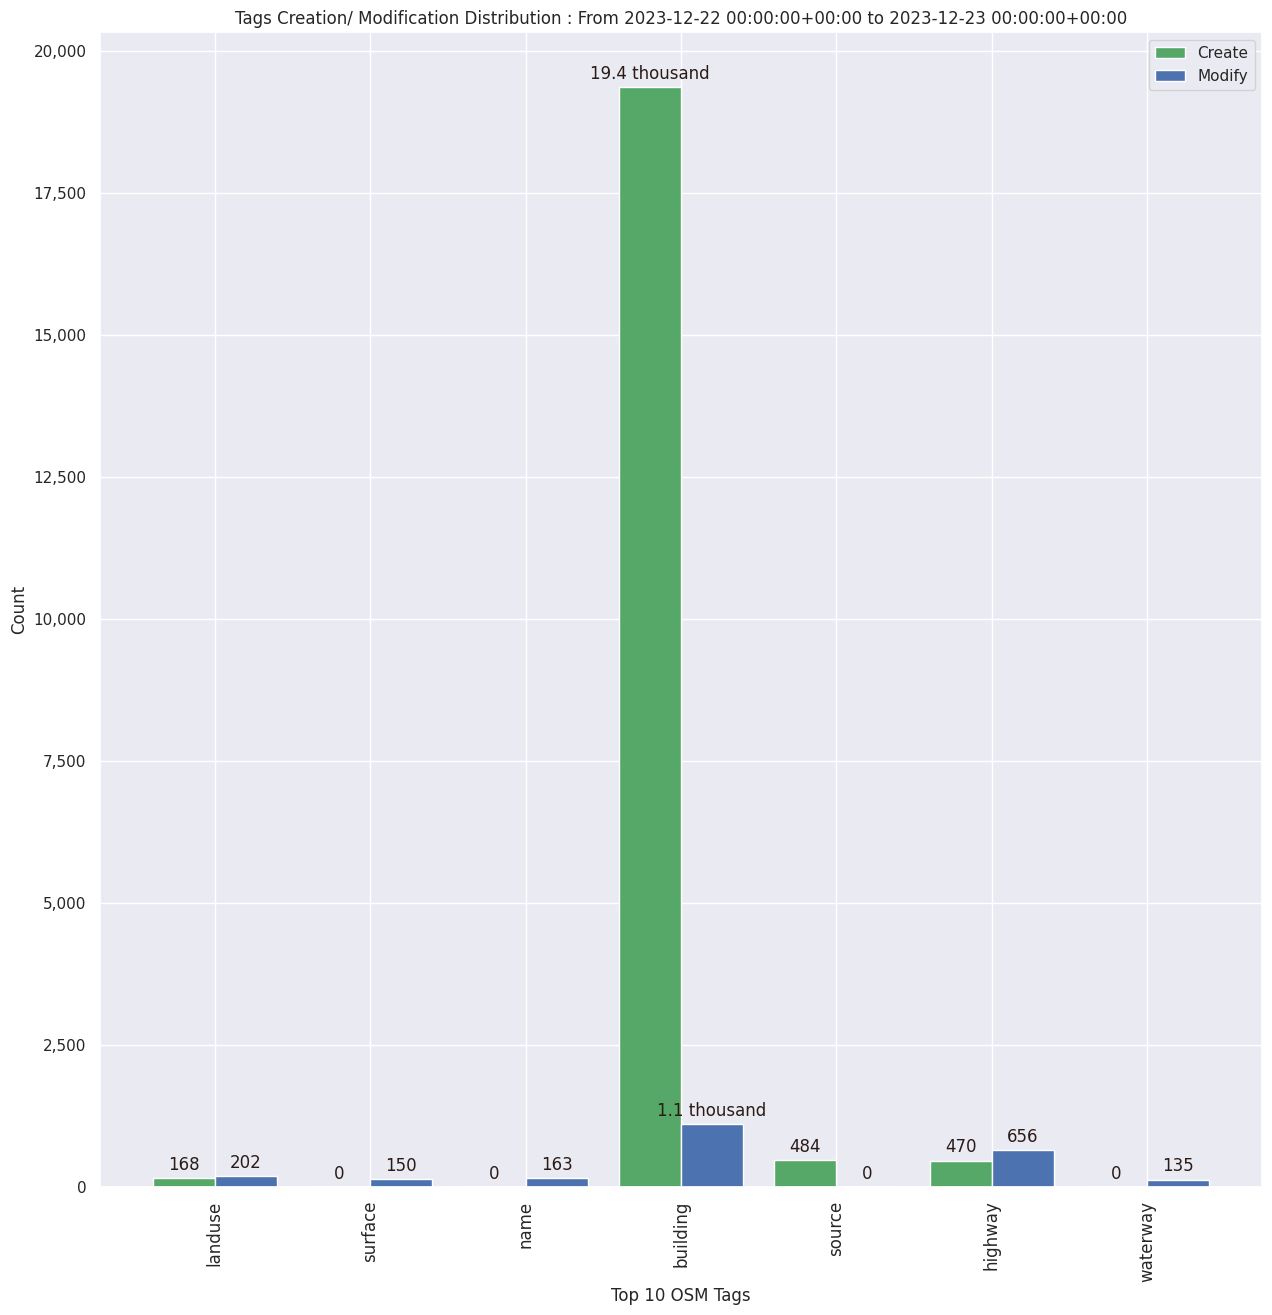 Tags Creation/ Modification Distribution : From 2023-12-22 00:00:00+00:00 to 2023-12-23 00:00:00+00:00
Create
Modify
20,000
17,500
15,000
12,500
10,000
7,500
5,000
2,500
0
Count
19.4 thousand
1.1 thousand
168
202
0
150
0
163
484
0
470
656
0
135
landuse
surface
name
building
source
highway
waterway
Top 10 OSM Tags